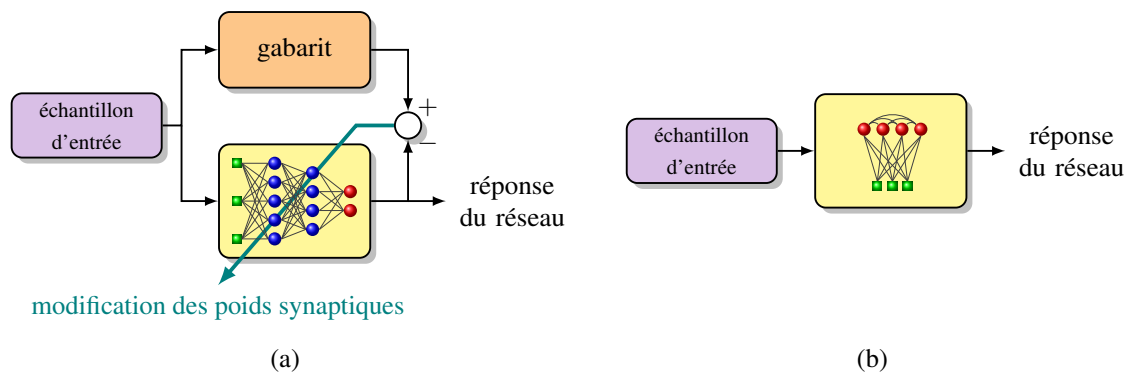 gabarit
échantillon
d'entrée
+
−
réponse
du réseau
modification des poids synaptiques
(a)
échantillon
d'entrée
réponse
du réseau
(b)